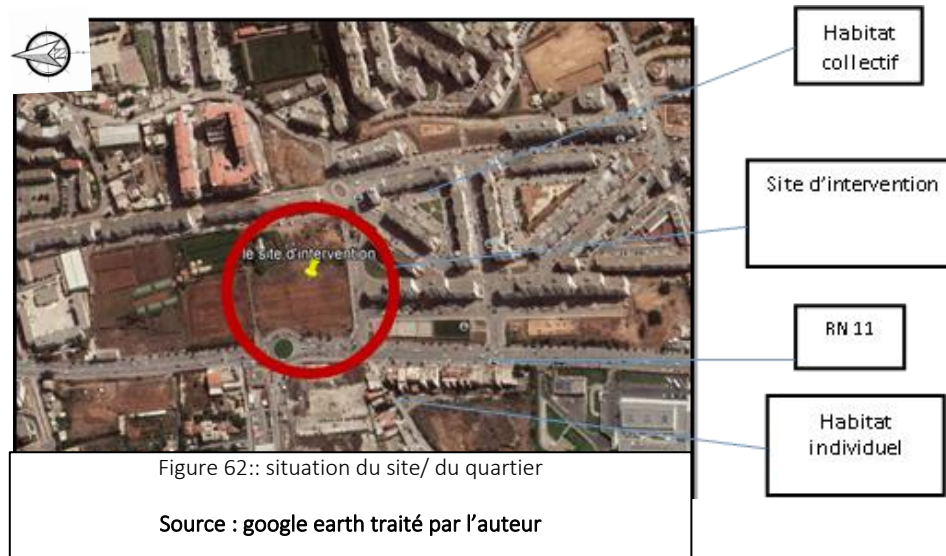 Habitat
collectif
Site d'intervention
le site d'intervention
RN 11
Habitat
individuel
Figure 62:: situation du site/ du quartier
Source : google earth traité par l'auteur